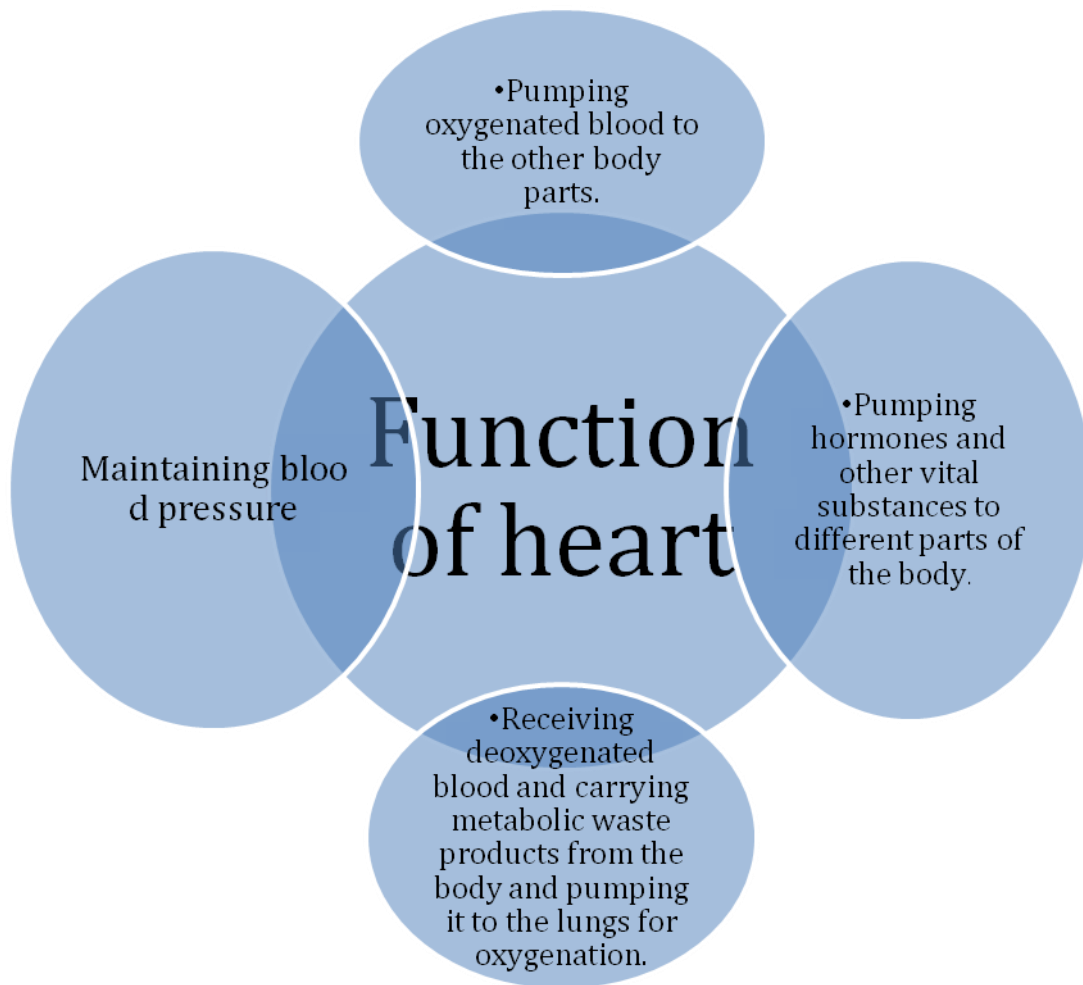 •Pumping
oxygenated blood to
the other body
parts.
Function
of heart
•Pumping
hormones and
other vital
substances to
different parts of
the body.
•Receiving
deoxygenated
blood and carrying
metabolic waste
products from the
body and pumping
it to the lungs for
oxygenation.
Maintaining bloo
d pressure